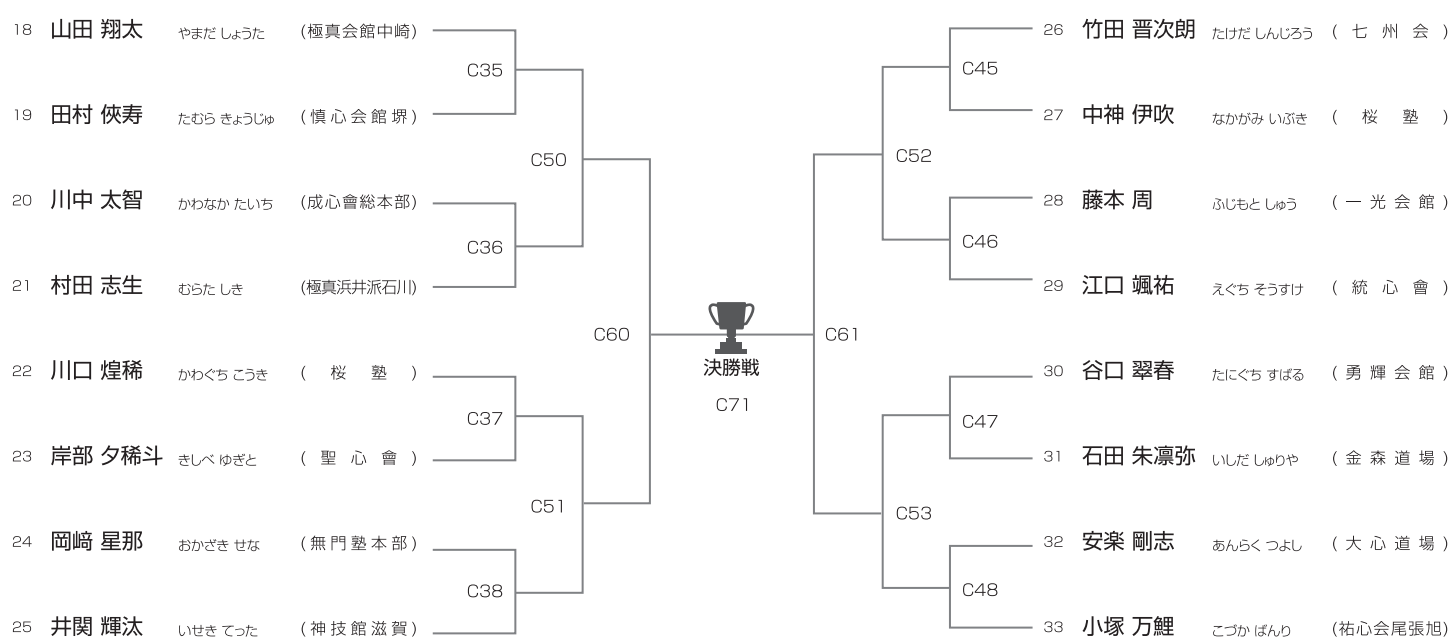 18 山田 翔太 やまだ しょうた (極真会館中崎)
C35
19 田村 俠寿 たむら きょうじゅ (慎心会館堺)
C50
20 川中 太智 かわなか たいち (成心會総本部)
C36
21 村田 志生 むらた しき (極真浜井派石川)
C60
22 川口 煌稀 かわぐち こうき (桜塾)
C37
23 岸部 夕稀斗 きしべ ゆぎと (聖心會)
C51
24 岡﨑 星那 おかざき せな (無門塾本部)
C38
25 井関 輝汰 いせき てった (神技館滋賀)
決勝戦
C71
26 竹田 晋次朗 たけだ しんじろう (七州会)
C45
27 中神 伊吹 なかがみ いぶき (桜塾)
C52
28 藤本 周 ふじもと しゅう (一光会館)
C46
29 江口 颯祐 えぐち そうすけ (統心會)
C61
30 谷口 翠春 たにぐち すばる (勇輝会館)
C47
31 石田 朱凛弥 いしだ しゅりや (金森道場)
C53
32 安楽 剛志 あんらく つよし (大心道場)
C48
33 小塚 万鯉 こづか ばんり (祐心会尾張旭)